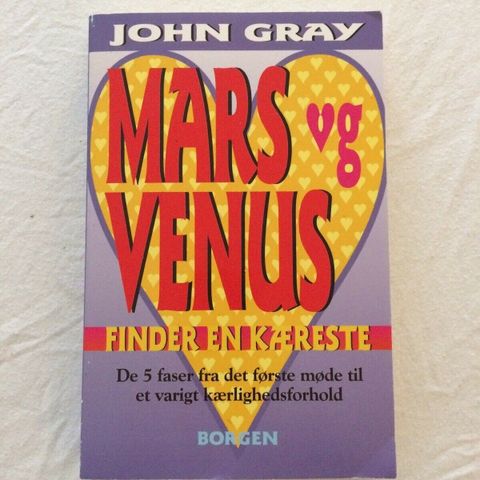 JOHN GRAY
MARS vg
VENUS
FINDER EN KÆRESTE
De 5 faser fra det første møde til
et varigt kærlighedsforhold
BORGEN